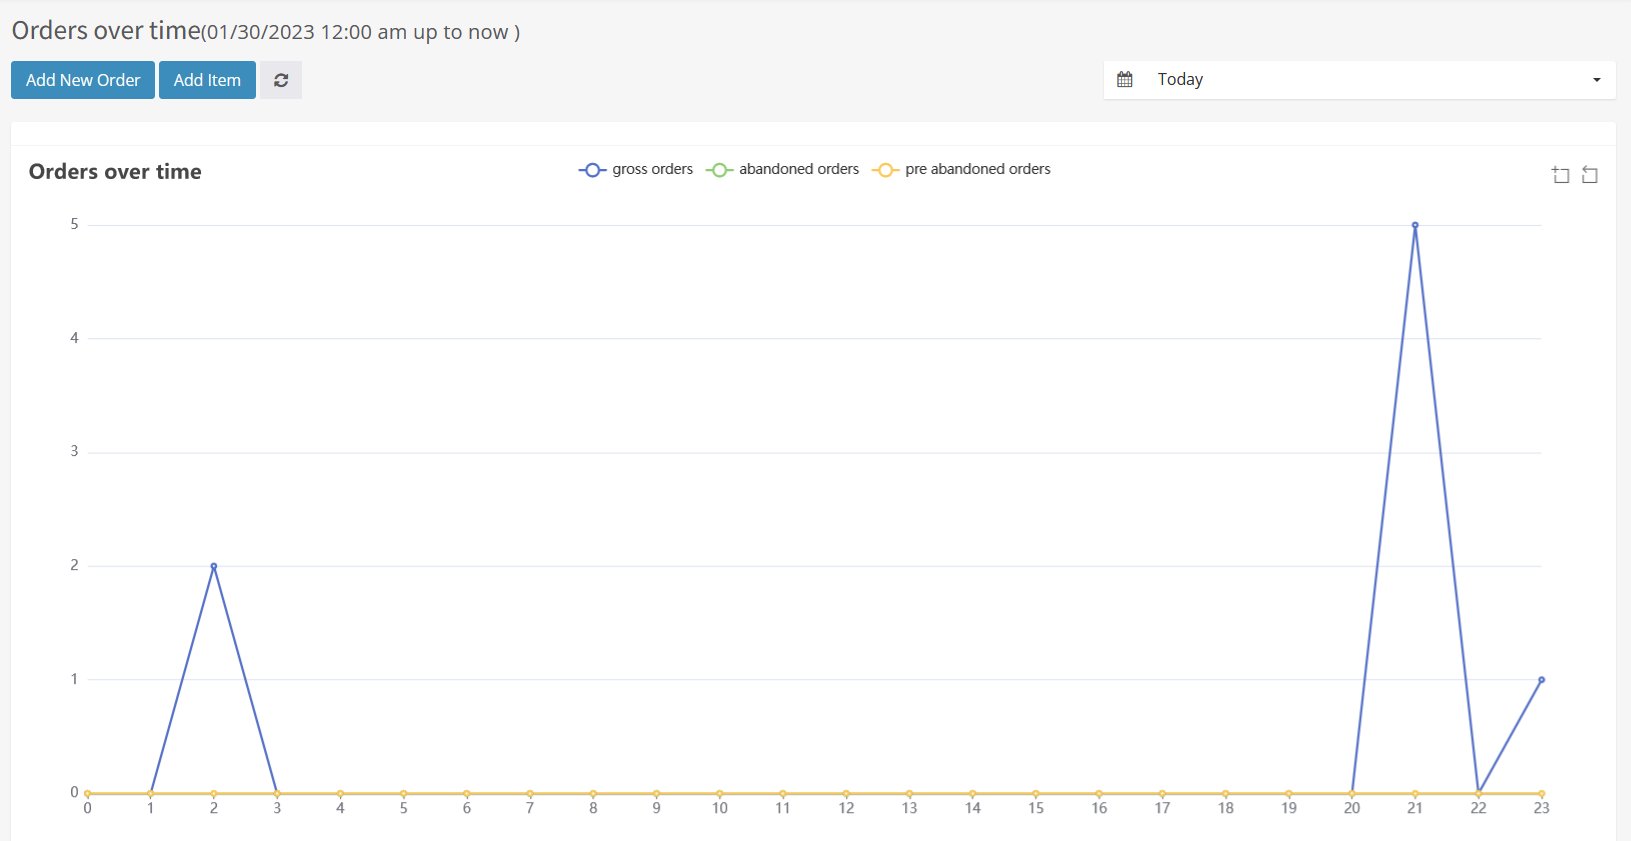 Orders over time(01/30/2023 12:00 am up to now )
Add New Order Add Item Today
Orders over time gross orders abandoned orders pre abandoned orders
5
4
3
2
1
0
0 1 2 3 4 5 6 7 8 9 10 11 12 13 14 15 16 17 18 19 20 21 22 23